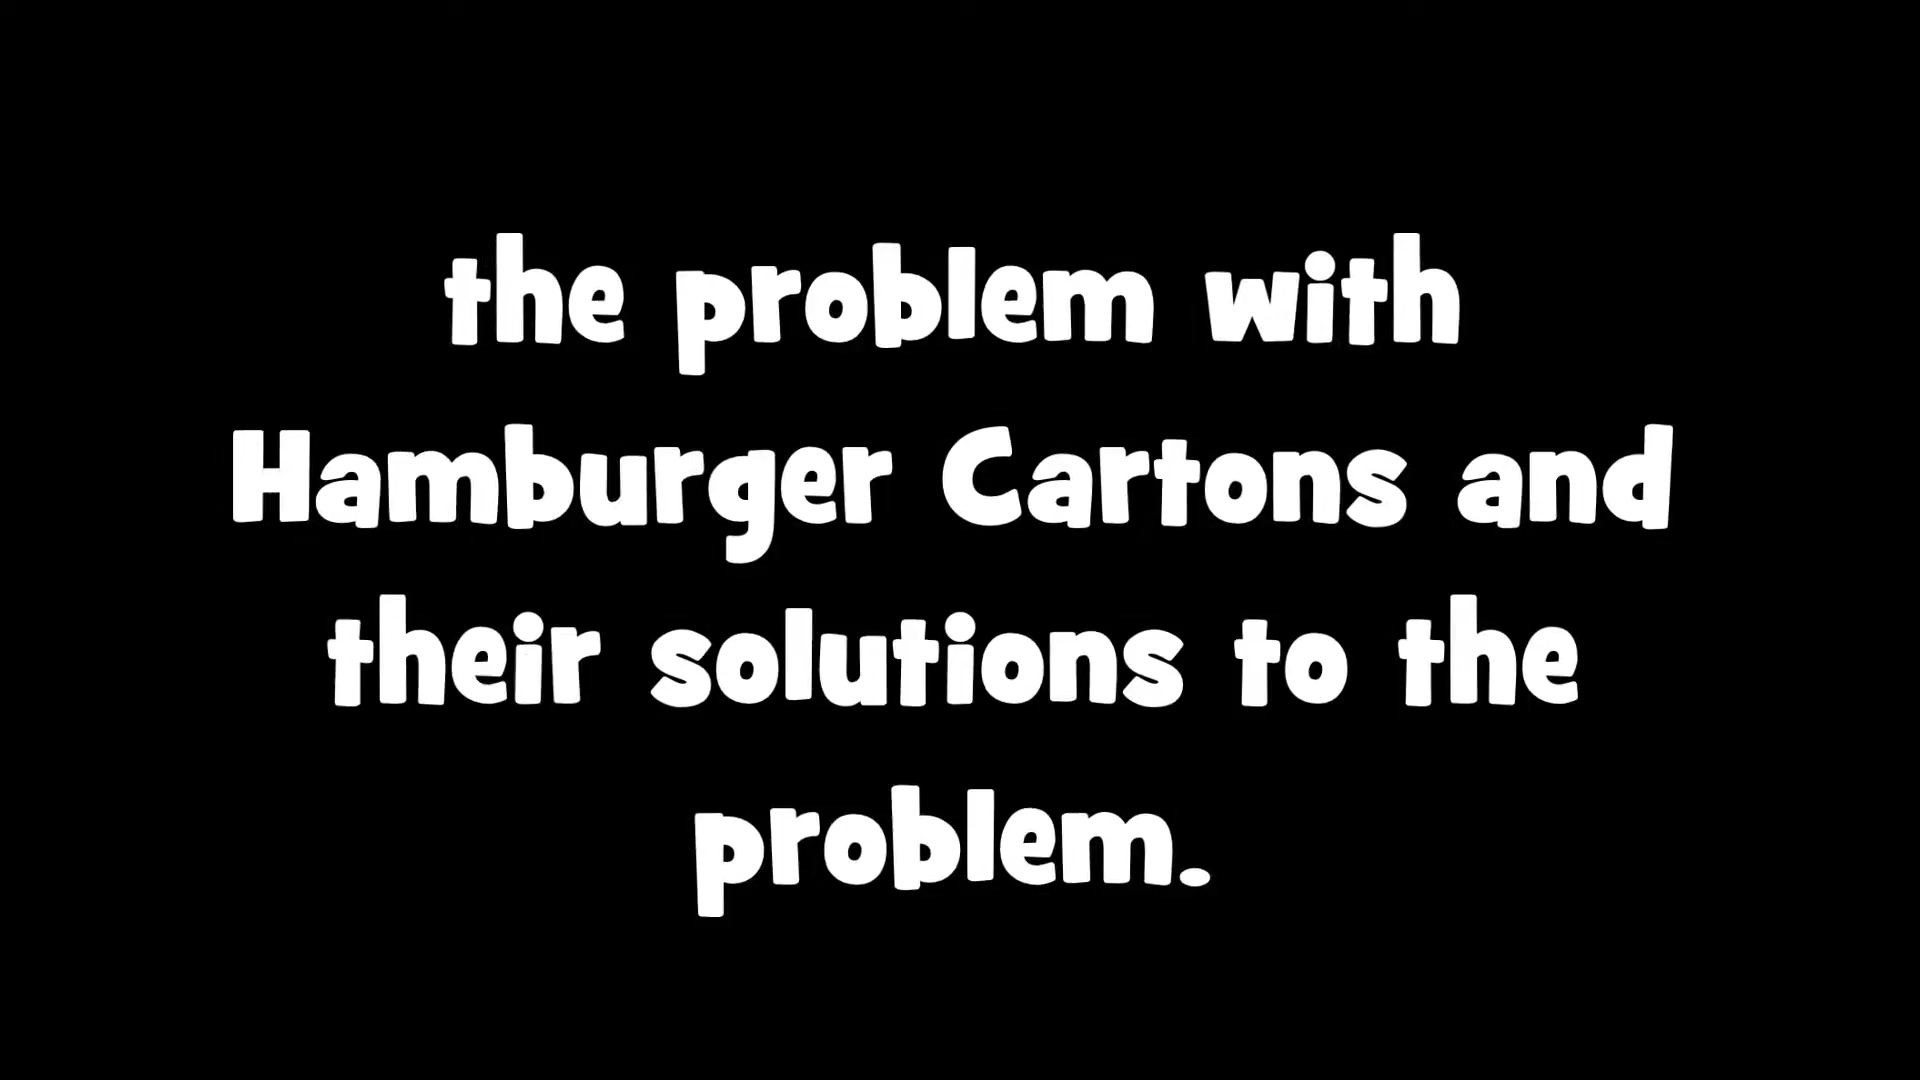 the problem with
Hamburger Cartons and
their solutions to the
problem.